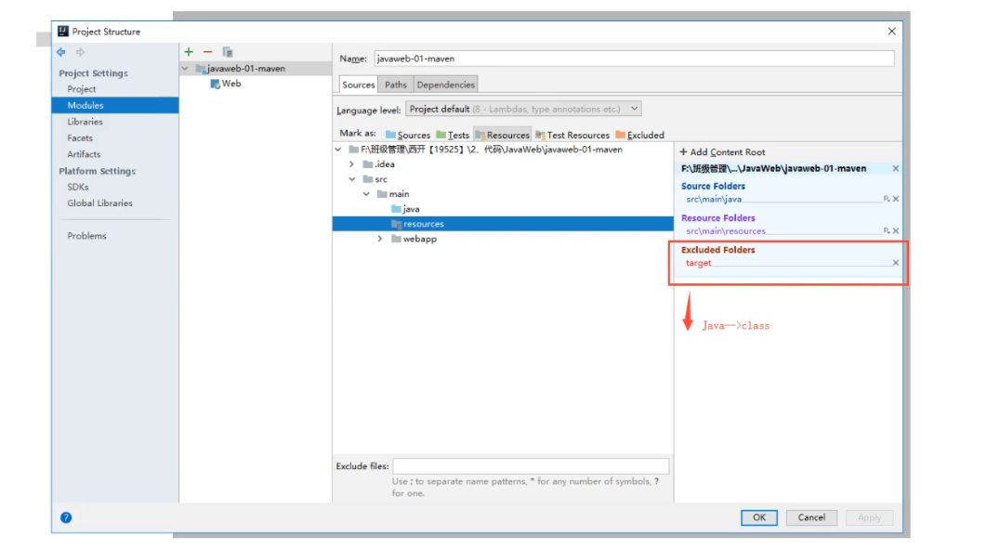 Project Structure
Project Settings
Project
Modules
Libraries
Facets
Artifacts
Platform Settings
SDKs
Global Libraries
Problems
javaweb-01-maven
Web
Name: javaweb-01-maven
Sources Paths Dependencies
Language level: Project default (8 - Lambdas, type annotations etc.)
Mark as: Sources Tests Resources Test Resources Excluded
F:\班级管理\西开【19525】\2、代码\JavaWeb\javaweb-01-maven
.idea
src
main
java
resources
webapp
Exclude files:
Use ; to separate name patterns, * for any number of symbols, ?
for one.
+ Add Content Root
F:\班级管理\...\JavaWeb\javaweb-01-maven
Source Folders
src\main\java
Resource Folders
src\main\resources
Excluded Folders
target
Java-->class
OK Cancel Apply